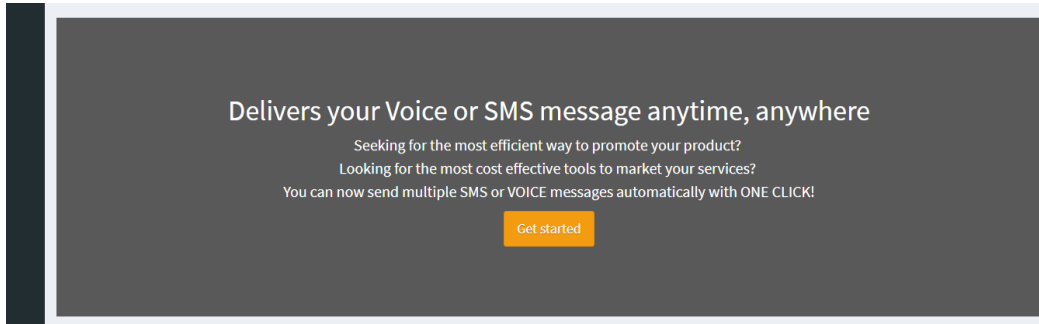 Delivers your Voice or SMS message anytime, anywhere
Seeking for the most efficient way to promote your product?
Looking for the most cost effective tools to market your services?
You can now send multiple SMS or VOICE messages automatically with ONE CLICK!
Get started